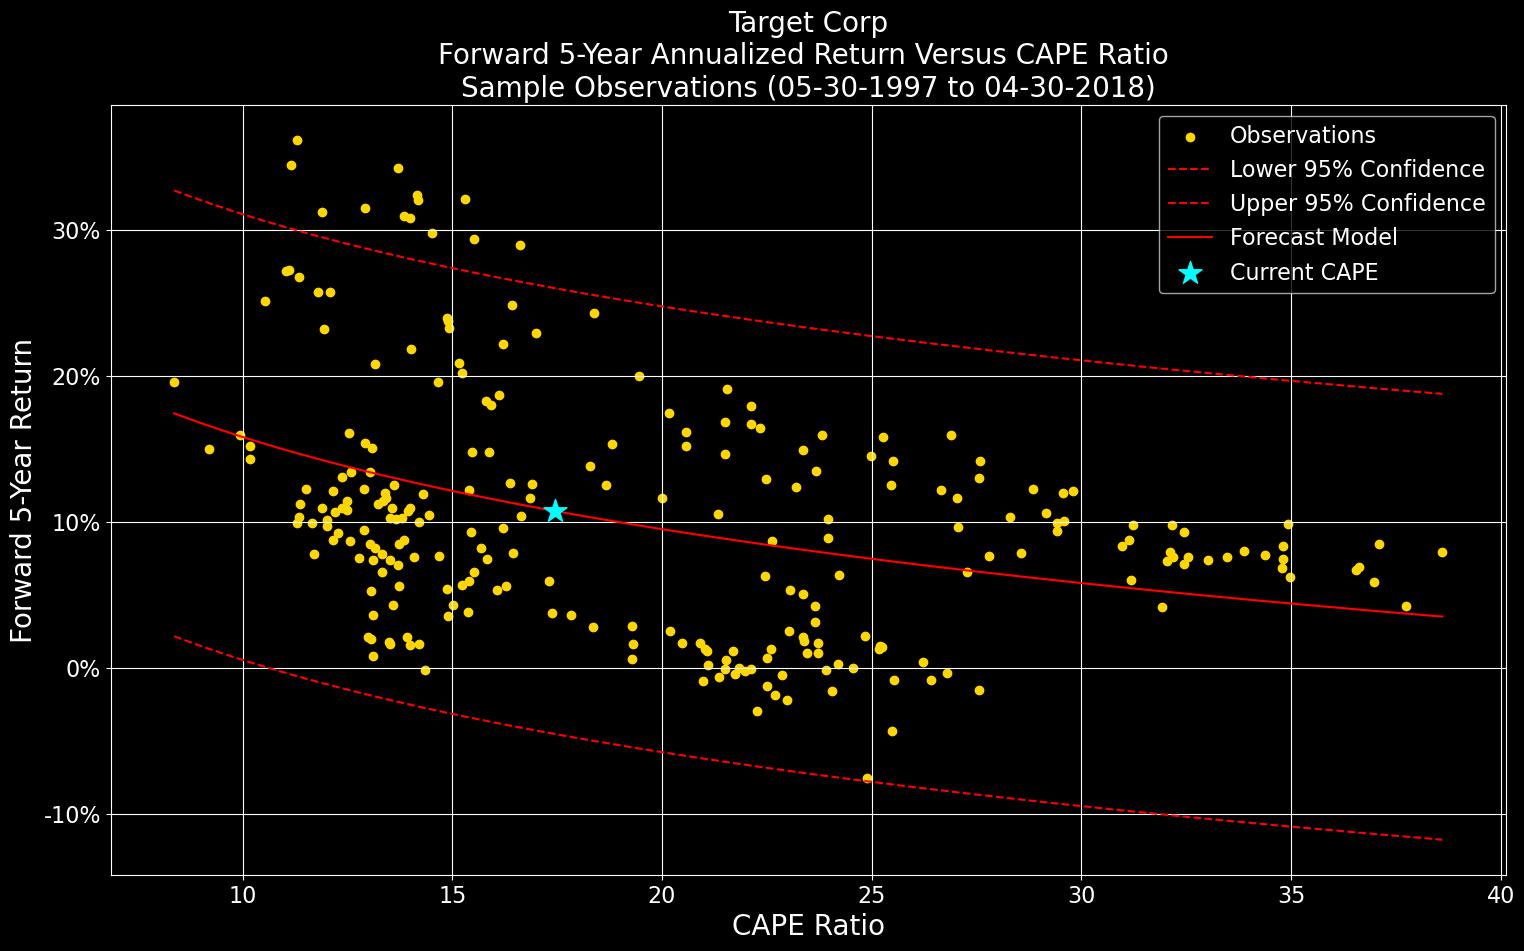 Target Corp
Forward 5-Year Annualized Return Versus CAPE Ratio
Sample Observations (05-30-1997 to 04-30-2018)
Observations
Lower 95% Confidence
Upper 95% Confidence
Forecast Model
Current CAPE
Forward 5-Year Return
30%
20%
10%
0%
-10%
10 15 20 25 30 35 40
CAPE Ratio